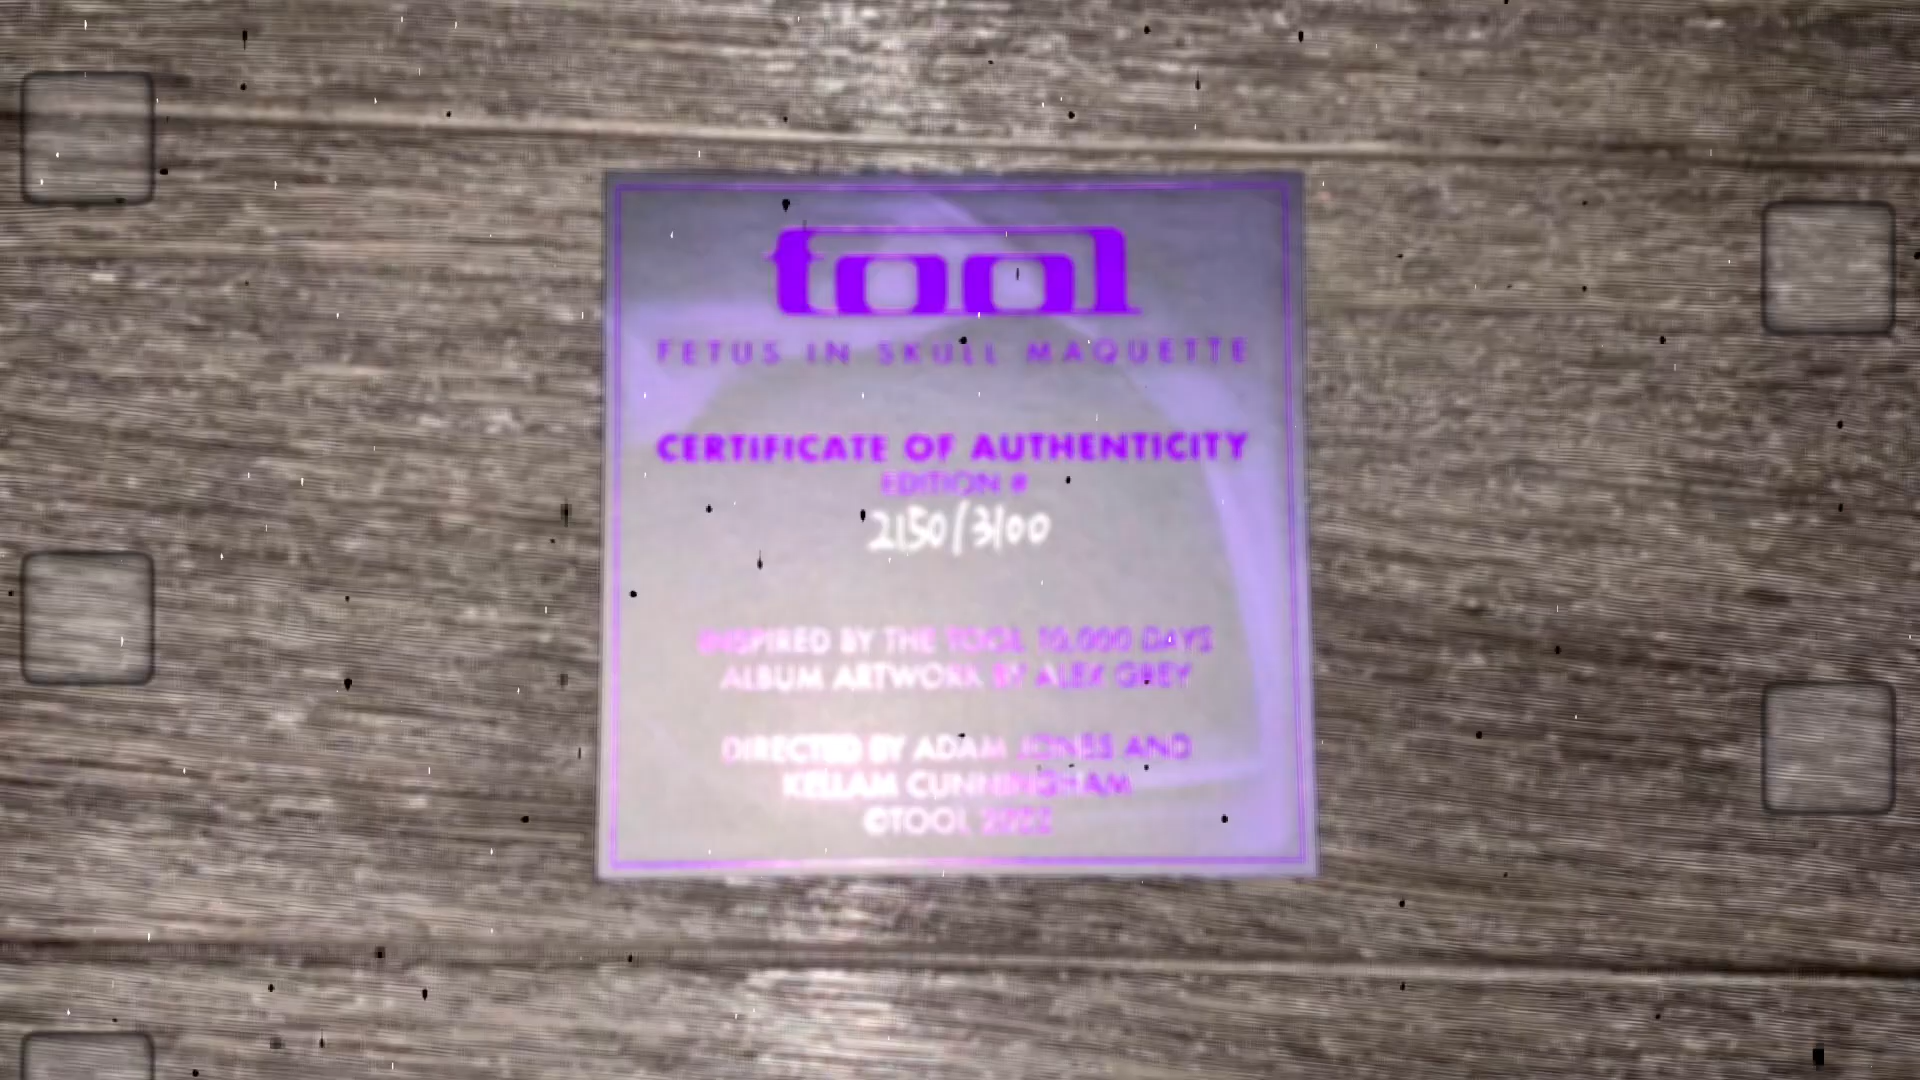 tool
FETUS IN SKULL MAQUETTE
CERTIFICATE OF AUTHENTICITY
EDITION #
2150/3100
INSPIRED BY THE TOOL 10,000 DAYS
ALBUM ARTWORK BY ALEX GREY
DIRECTED BY ADAM JONES AND
KELLAM CUNNINGHAM
©TOOL 2022